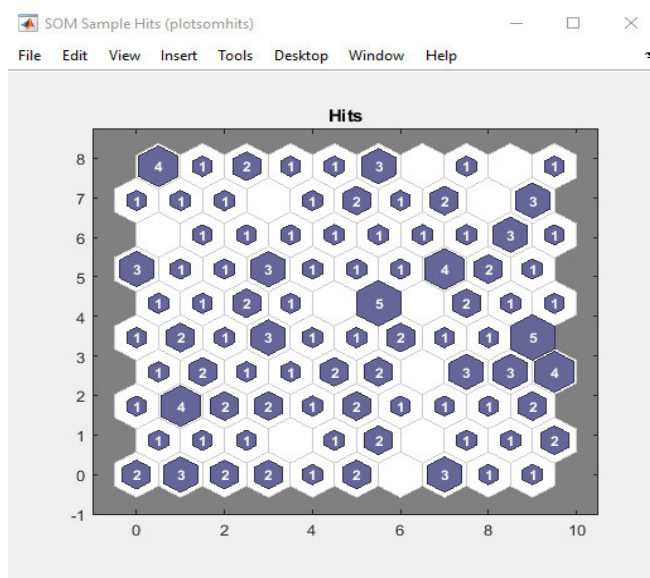 SOM Sample Hits (plotsomhits)
File Edit View Insert Tools Desktop Window Help
Hits
8 4 1 2 1 1 3 1 1
7 1 1 1 1 2 1 2 3
6 1 1 1 1 1 1 1 3 1
5 3 1 1 3 1 1 1 4 2 1
4 1 1 2 1 5 2 1 1
3 1 2 1 3 1 1 2 1 1 5
2 1 2 1 1 2 2 3 3 4
1 1 4 2 2 1 2 1 1 1 2
0 1 1 1 1 2 1 1 2
-1 2 3 2 2 1 2 3 1 1
0 2 4 6 8 10